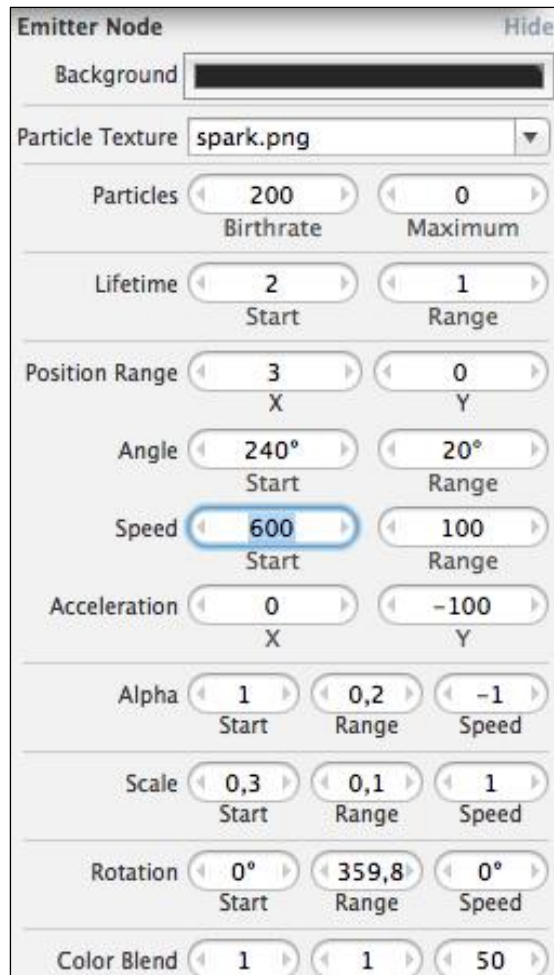 Emitter Node Hide
Background
Particle Texture spark.png
Particles 200 0
Birthrate Maximum
Lifetime 2 1
Start Range
Position Range 3 0
X Y
Angle 240° 20°
Start Range
Speed 600 100
Start Range
Acceleration 0 -100
X Y
Alpha 1 0,2 -1
Start Range Speed
Scale 0,3 0,1 1
Start Range Speed
Rotation 0° 359,8 0°
Start Range Speed
Color Blend 1 1 50